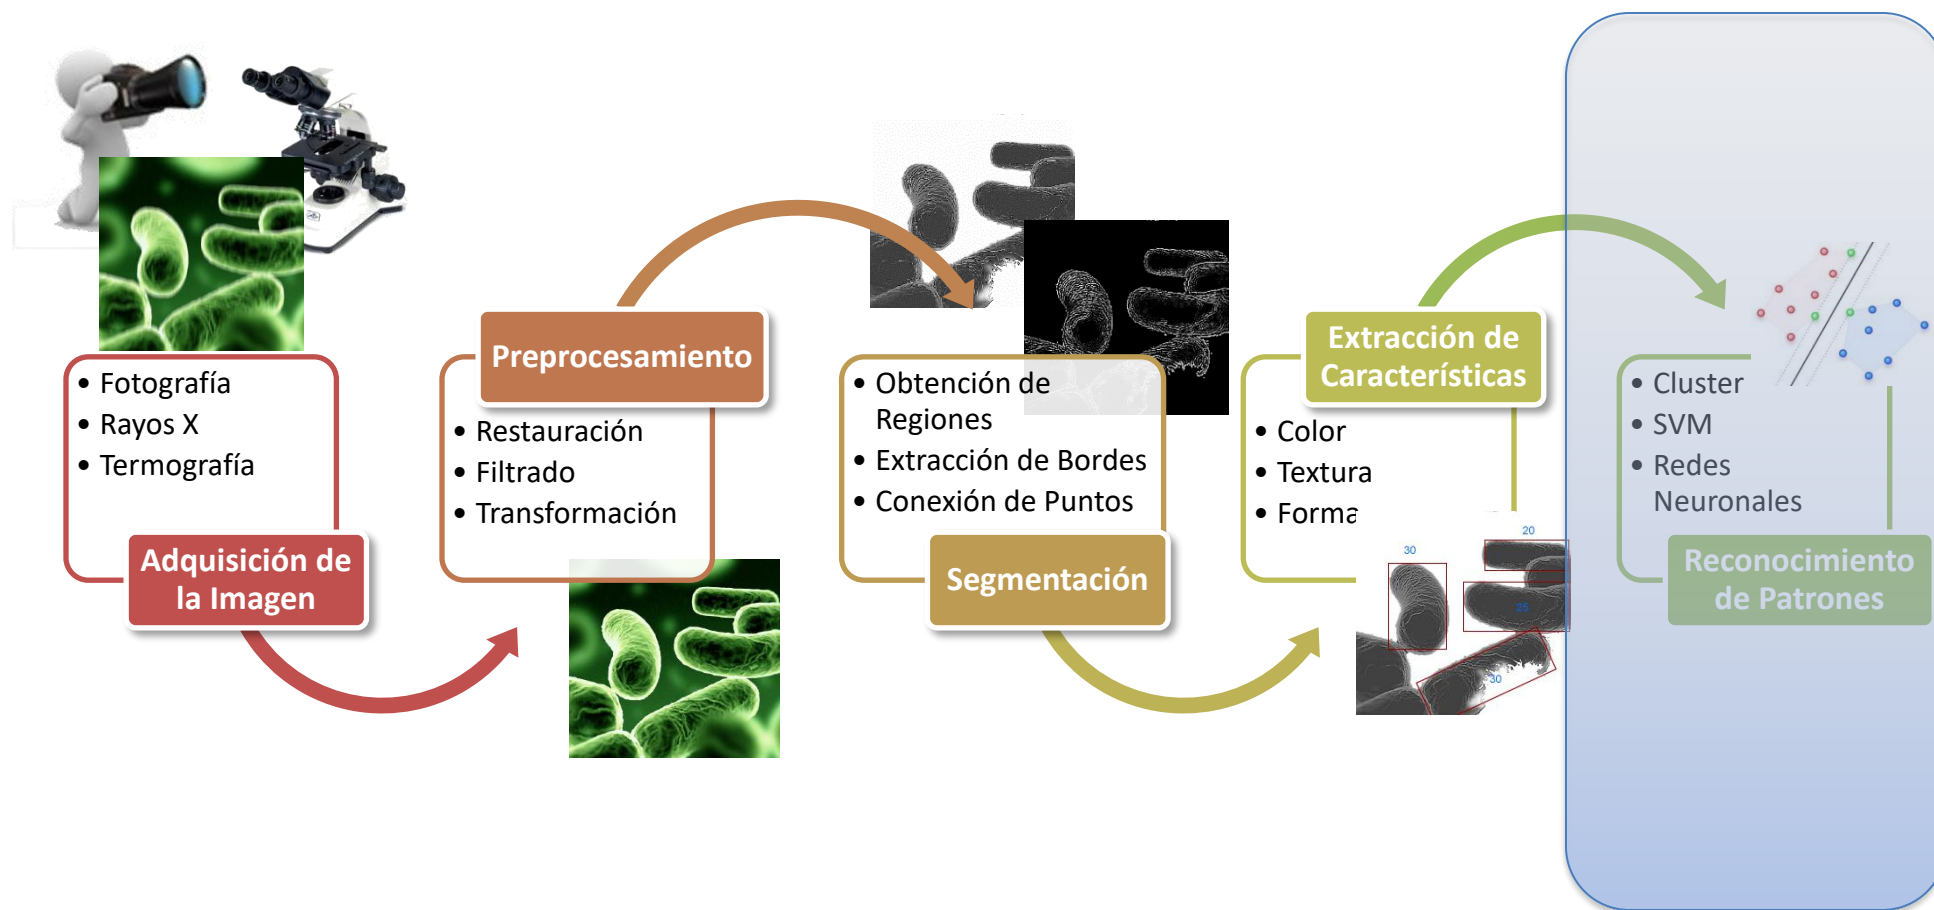 • Fotografía
• Rayos X
• Termografía
Adquisición de
la Imagen
Preprocesamiento
• Restauración
• Filtrado
• Transformación
• Obtención de
Regiones
• Extracción de Bordes
• Conexión de Puntos
Segmentación
Extracción de
Características
• Color
• Textura
• Forma
30
20
25
30
• Cluster
• SVM
• Redes
Neuronales
Reconocimiento
de Patrones